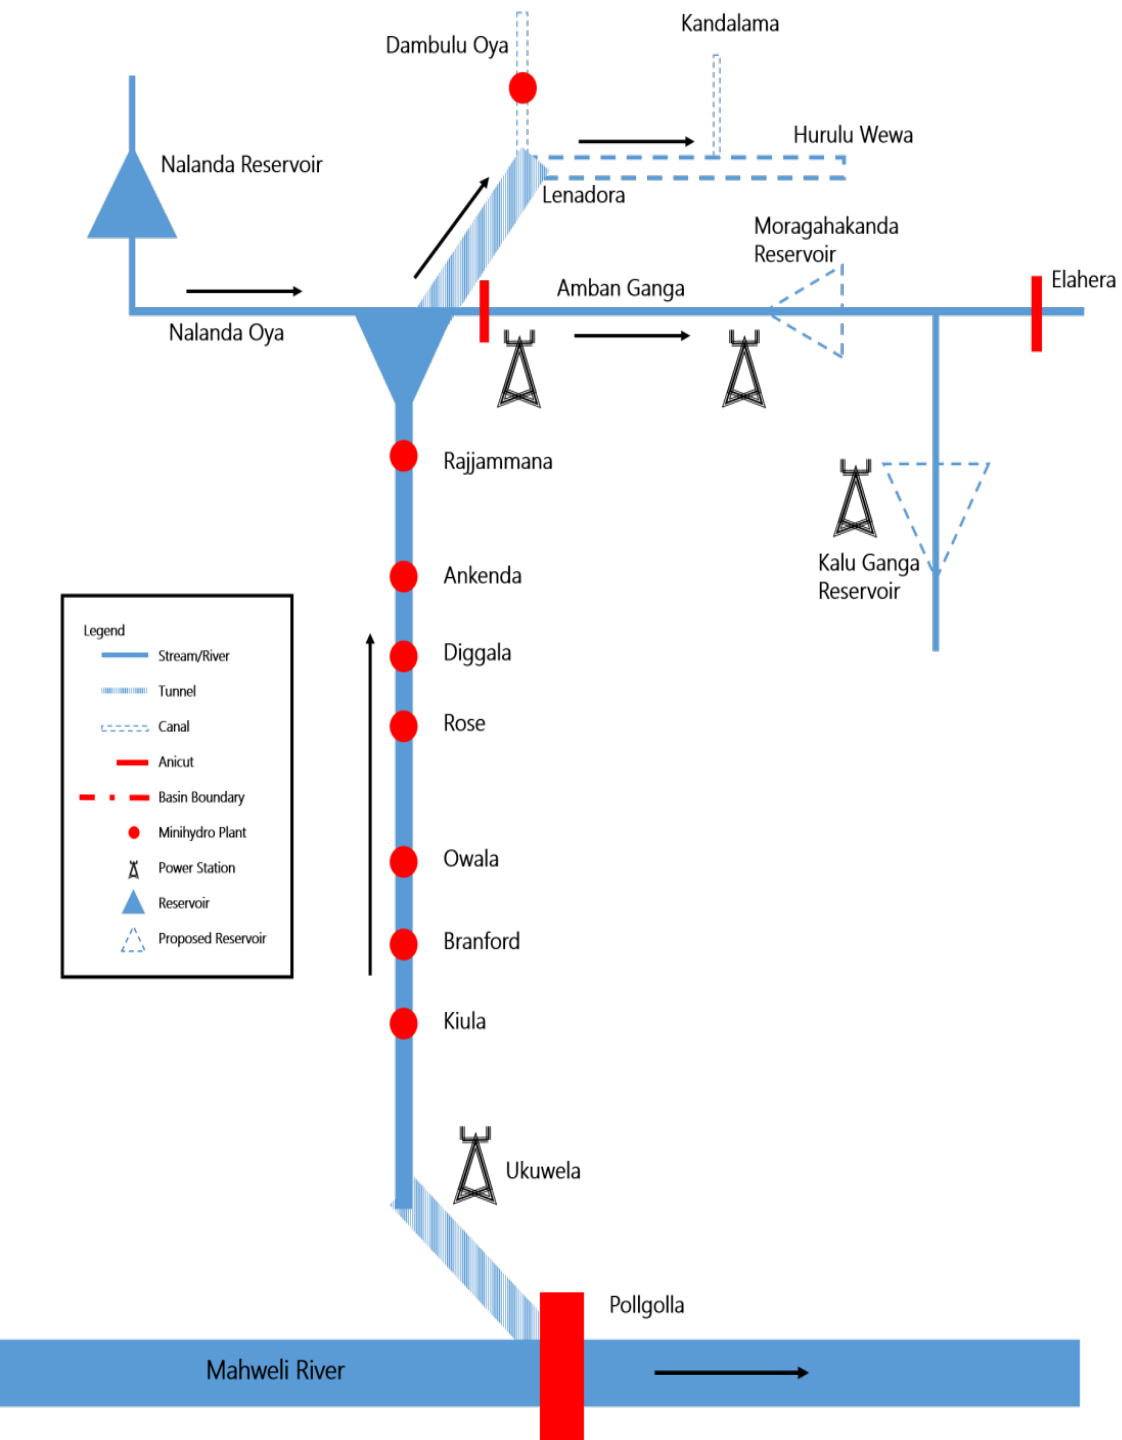 Kandalama
Dambulu Oya
Hurulu Wewa
Nalanda Reservoir
Lenadora
Moragahakanda
Reservoir
Elahera
Amban Ganga
Nalanda Oya
Rajjammana
Kalu Ganga
Reservoir
Ankenda
Diggala
Rose
Owala
Branford
Kiula
Legend
Stream/River
Tunnel
Canal
Anicut
Basin Boundary
Minihydro Plant
Power Station
Reservoir
Proposed Reservoir
Ukuwela
Pollgolla
Mahweli River